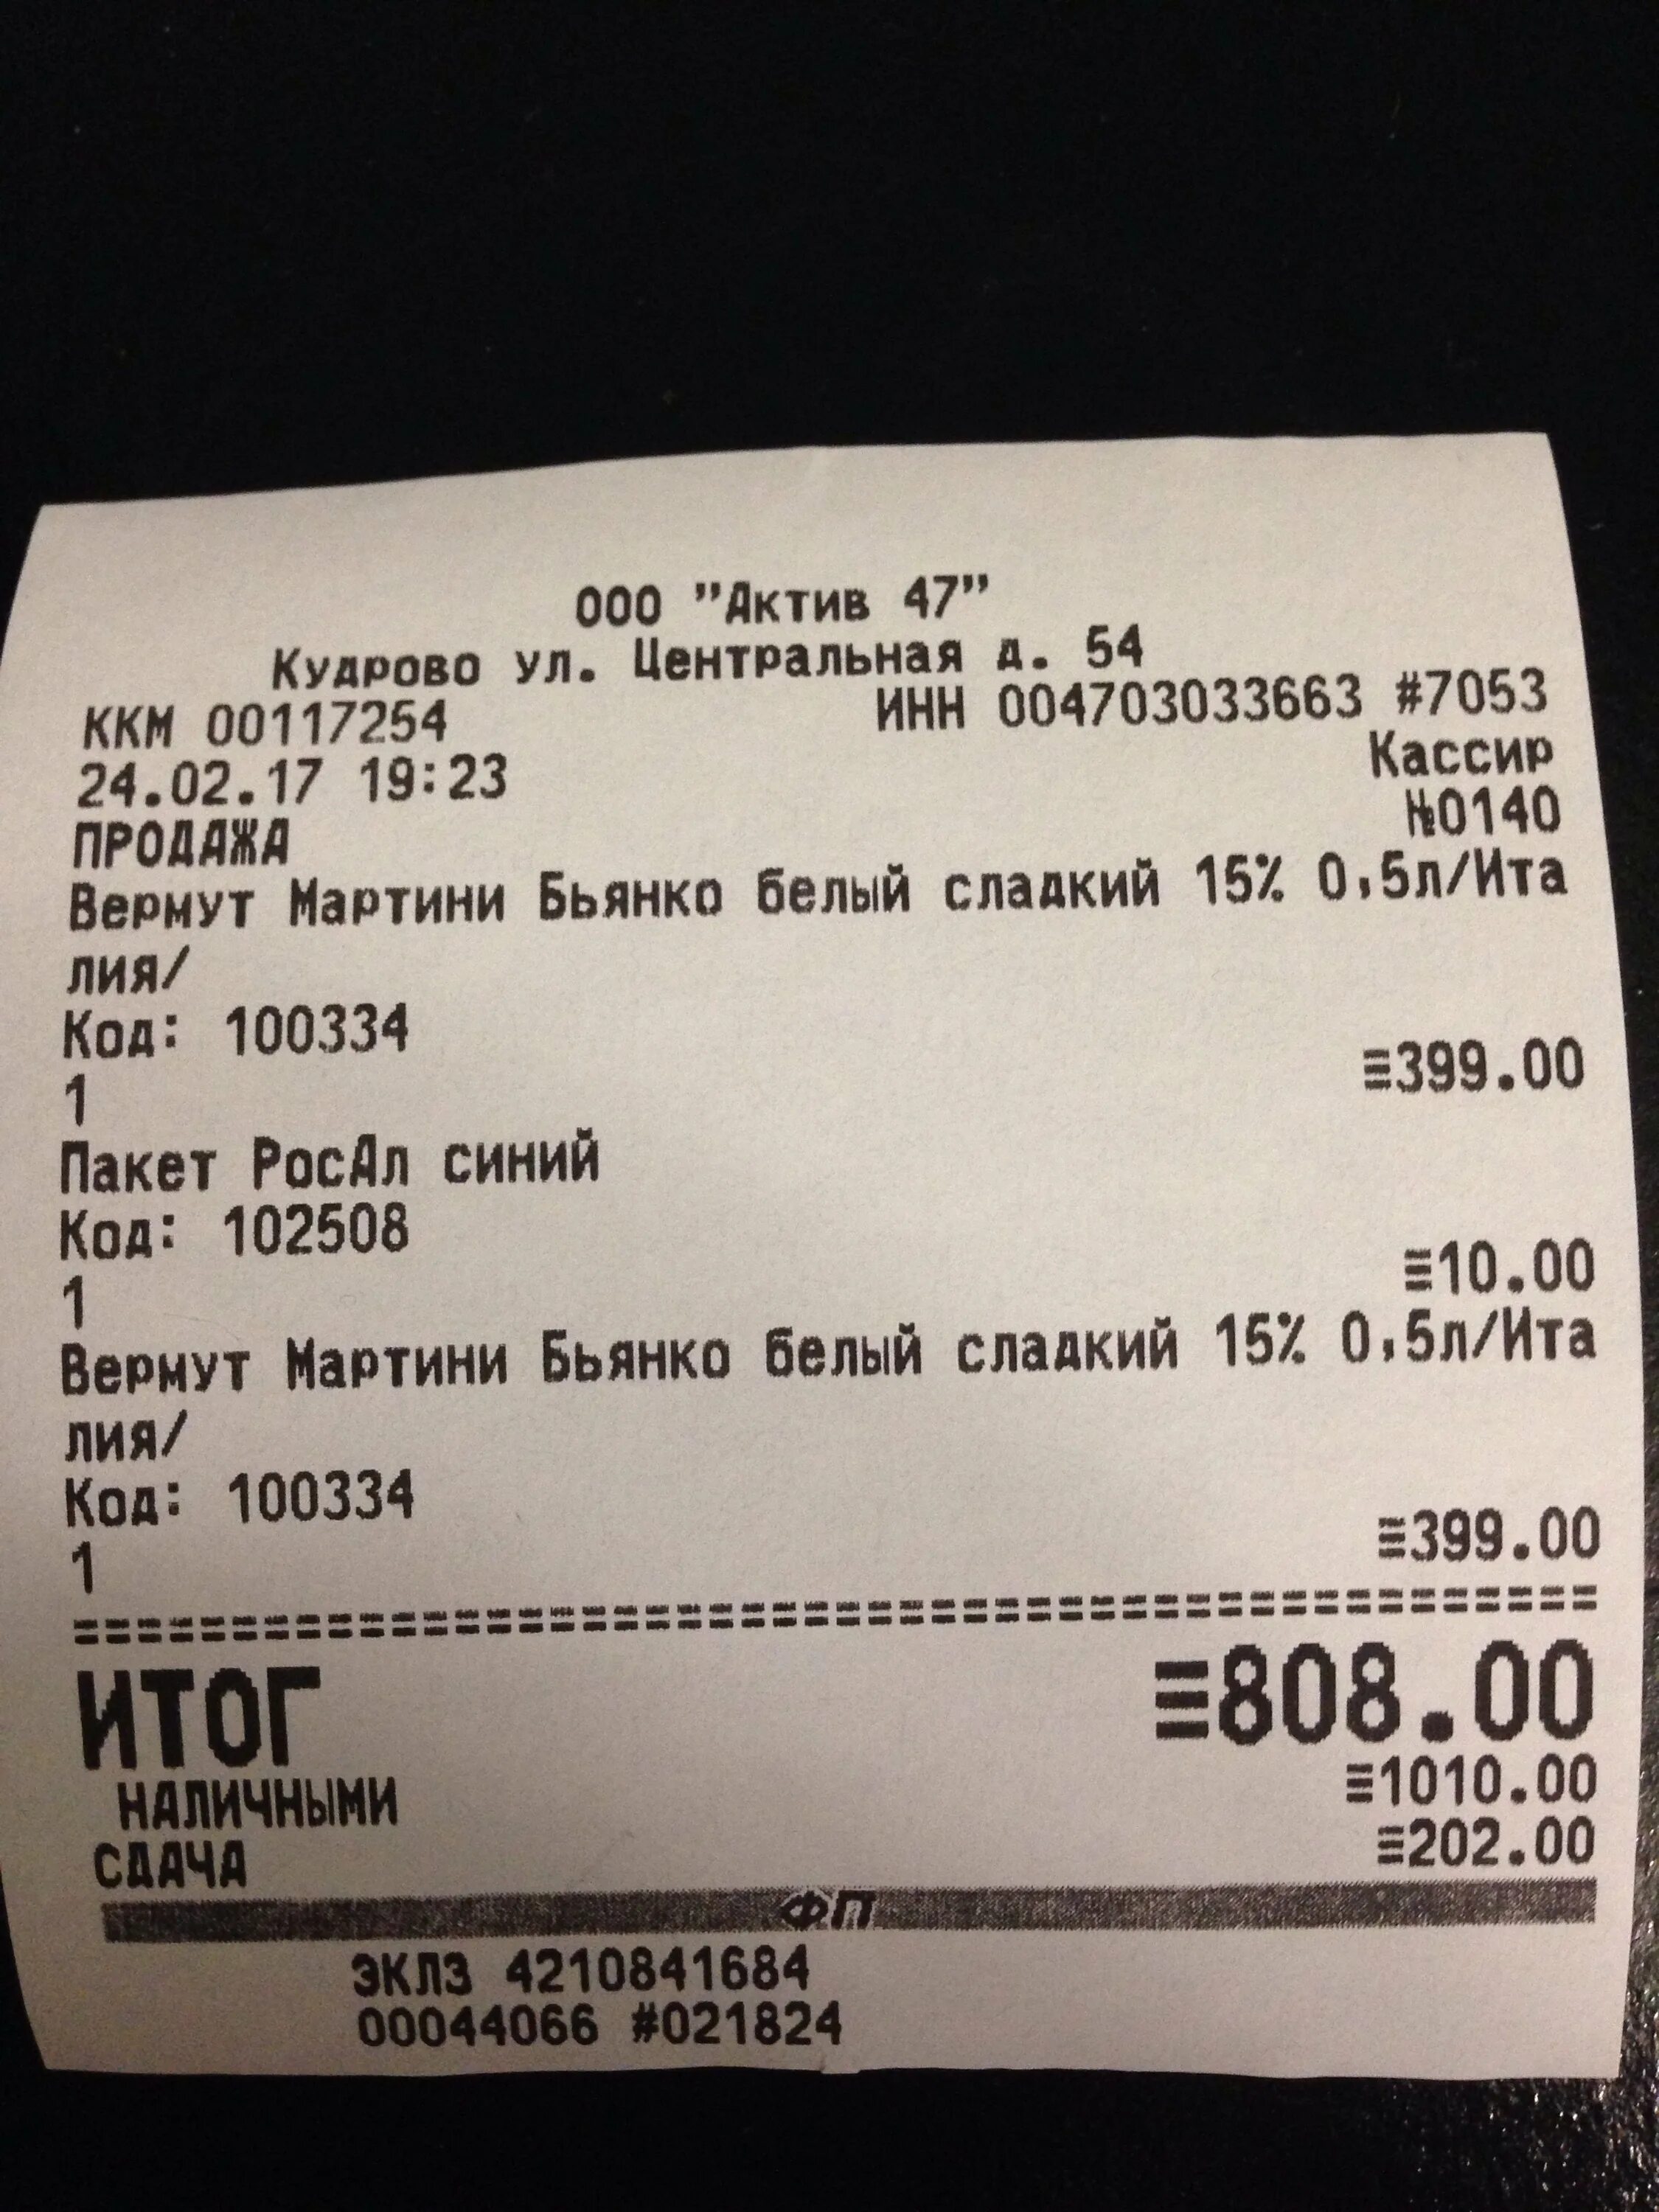 ООО "Актив 47"
Кудрово ул. Центральная д. 54
ККМ 00117254 ИНН 004703033663 #7053
24.02.17 19:23 Кассир
ПРОДАЖА №0140
Вермут Мартини Бьянко белый сладкий 15% 0,5л/Ита
лия/
Код: 100334
1 ≡399.00
Пакет РосАл синий
Код: 102508
1 ≡10.00
Вермут Мартини Бьянко белый сладкий 15% 0,5л/Ита
лия/
Код: 100334
1 ≡399.00
================================================
ИТОГ ≡808.00
НАЛИЧНЫМИ ≡1010.00
СДАЧА ≡202.00
ФП
ЭКЛЗ 4210841684
00044066 #021824